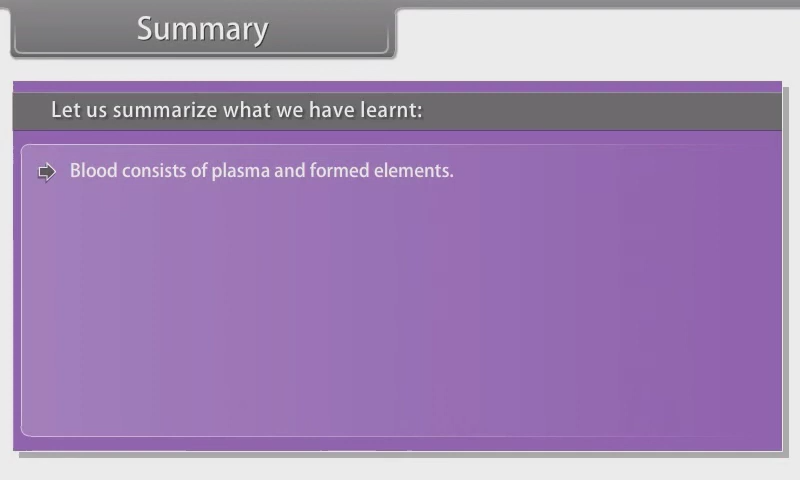 Summary
Let us summarize what we have learnt:
Blood consists of plasma and formed elements.